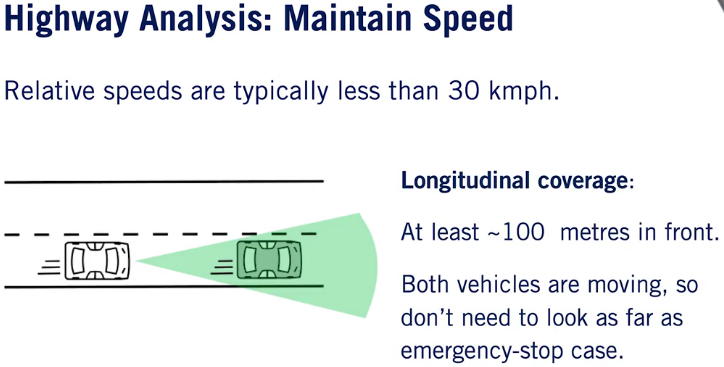 Highway Analysis: Maintain Speed
Relative speeds are typically less than 30 kmph.
Longitudinal coverage:
At least ~100 metres in front.
Both vehicles are moving, so
don't need to look as far as
emergency-stop case.